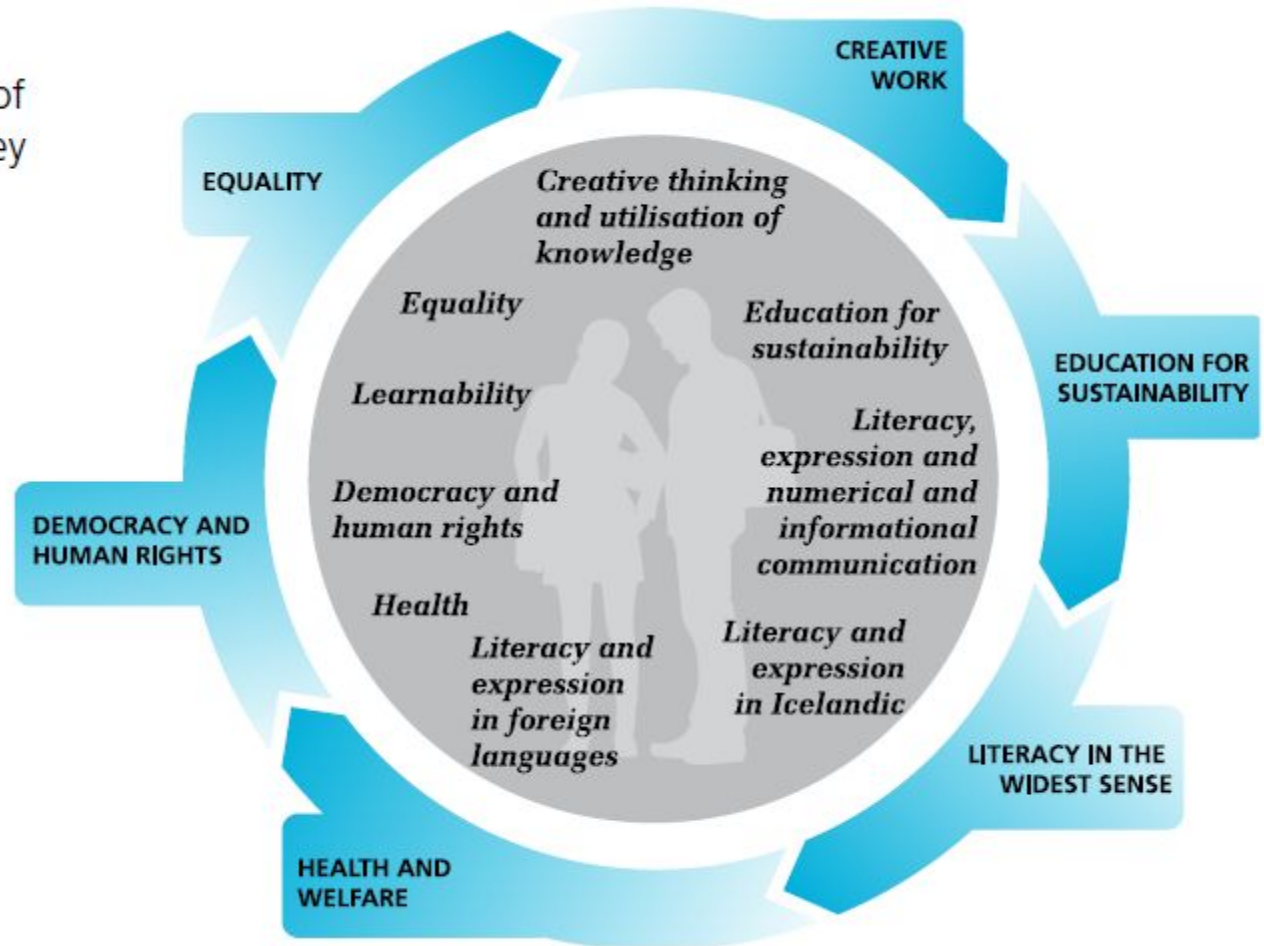 of
ey
CREATIVE
WORK
EQUALITY
EDUCATION FOR
SUSTAINABILITY
DEMOCRACY AND
HUMAN RIGHTS
LITERACY IN THE
WIDEST SENSE
HEALTH AND
WELFARE
Creative thinking
and utilisation of
knowledge
Equality
Education for
sustainability
Learnability
Literacy,
expression and
numerical and
informational
communication
Democracy and
human rights
Health
Literacy and
expression
in foreign
languages
Literacy and
expression
in Icelandic